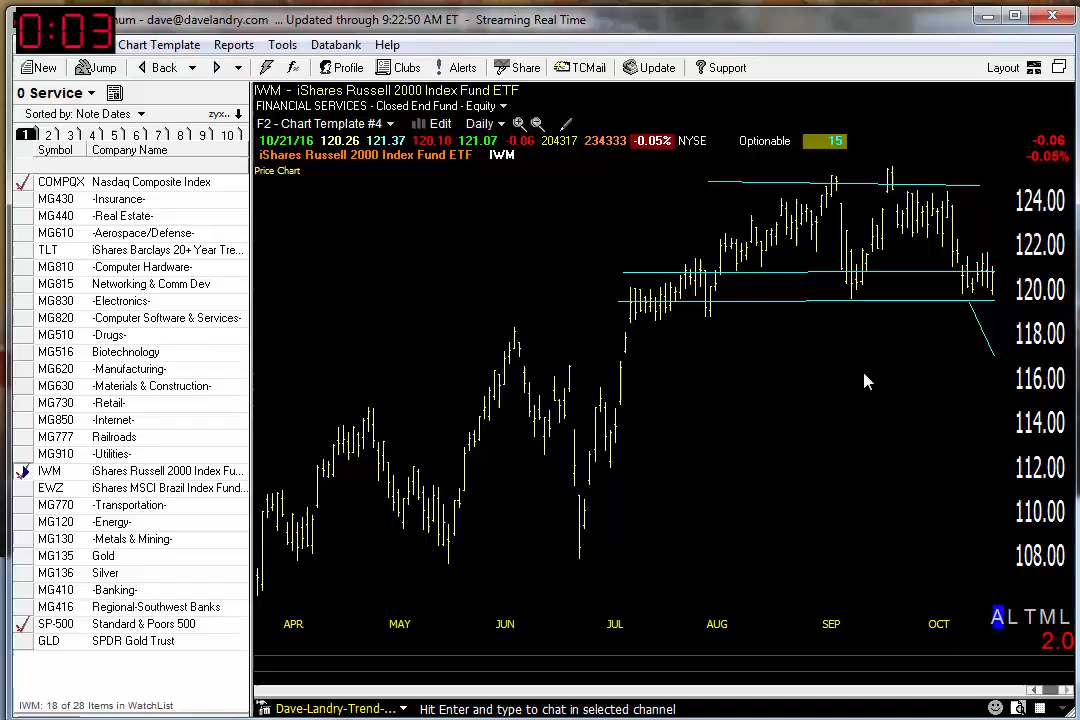 num - dave@davelandry.com ... Updated through 9:22:50 AM ET - Streaming Real Time
0:03
Chart Template Reports Tools Databank Help
New Jump Back Profile Clubs Alerts Share TCMail Update Support Layout
0 Service
Sorted by: Note Dates zyx..
1 2 3 4 5 6 7 8 9 10
Symbol Company Name
COMPQX Nasdaq Composite Index
MG430 -Insurance-
MG440 -Real Estate-
MG610 -Aerospace/Defense-
TLT iShares Barclays 20+ Year Tre...
MG810 -Computer Hardware-
MG815 Networking & Comm Dev
MG830 -Electronics-
MG820 -Computer Software & Services-
MG510 -Drugs-
MG516 Biotechnology
MG620 -Manufacturing-
MG630 -Materials & Construction-
MG730 -Retail-
MG850 -Internet-
MG777 Railroads
MG910 -Utilities-
IWM iShares Russell 2000 Index Fu...
EWZ iShares MSCI Brazil Index Fund...
MG770 -Transportation-
MG120 -Energy-
MG130 -Metals & Mining-
MG135 Gold
MG136 Silver
MG410 -Banking-
MG416 Regional-Southwest Banks
SP-500 Standard & Poors 500
GLD SPDR Gold Trust
IWM: 18 of 28 Items in WatchList
IWM - iShares Russell 2000 Index Fund ETF
FINANCIAL SERVICES - Closed End Fund - Equity
F2 - Chart Template #4 Edit Daily
10/21/16 120.26 121.37 120.10 121.07 -0.06 204317 234333 -0.05% NYSE Optionable 15 -0.06
-0.05%
iShares Russell 2000 Index Fund ETF IWM
Price Chart
124.00
122.00
120.00
118.00
116.00
114.00
112.00
110.00
108.00
A L T M L
APR MAY JUN JUL AUG SEP OCT
2.0
Dave-Landry-Trend-... Hit Enter and type to chat in selected channel